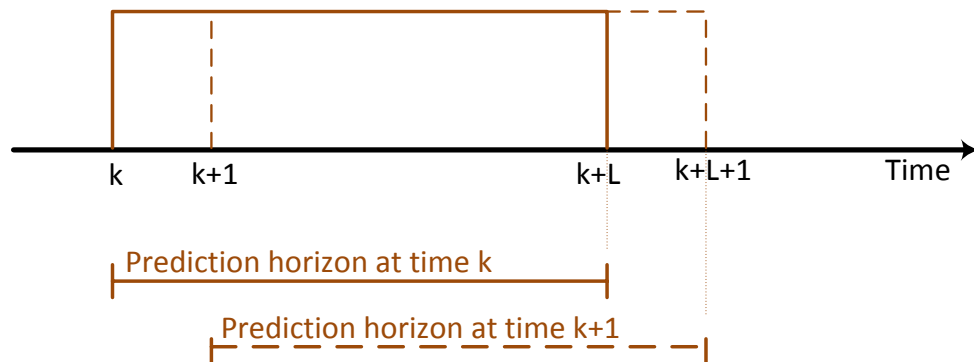 k
k+1
k+L
k+L+1
Time
Prediction horizon at time k
Prediction horizon at time k+1